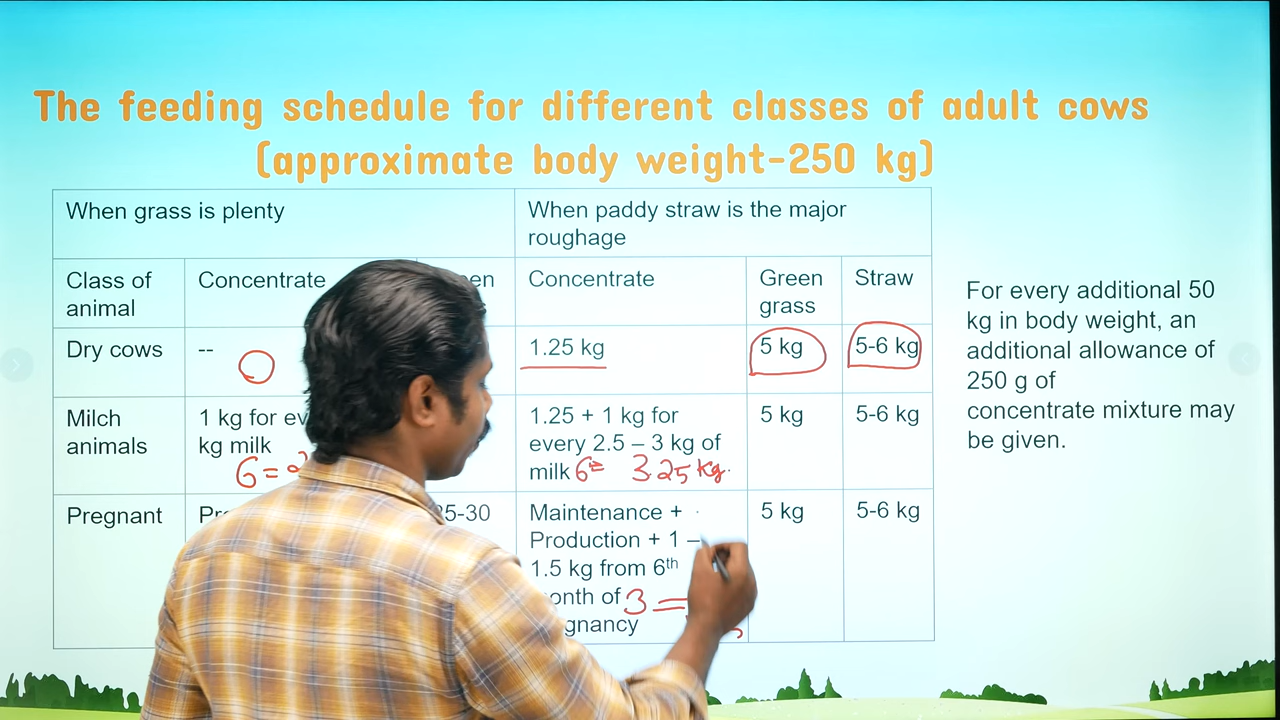 The feeding schedule for different classes of adult cows
(approximate body weight-250 kg)
When grass is plenty
When paddy straw is the major
roughage
Class of
animal
Concentrate
Concentrate
Green
grass
Straw
Dry cows
--
1.25 kg
5 kg
5-6 kg
Milch
animals
1 kg for
kg milk
6 =
1.25 + 1 kg for
every 2.5 – 3 kg of
milk 6 = 3.25 kg.
5 kg
5-6 kg
Pregnant
5-30
Maintenance +
Production + 1 –
1.5 kg from 6th
onth of 3 =
gnancy
5 kg
5-6 kg
For every additional 50
kg in body weight, an
additional allowance of
250 g of
concentrate mixture may
be given.